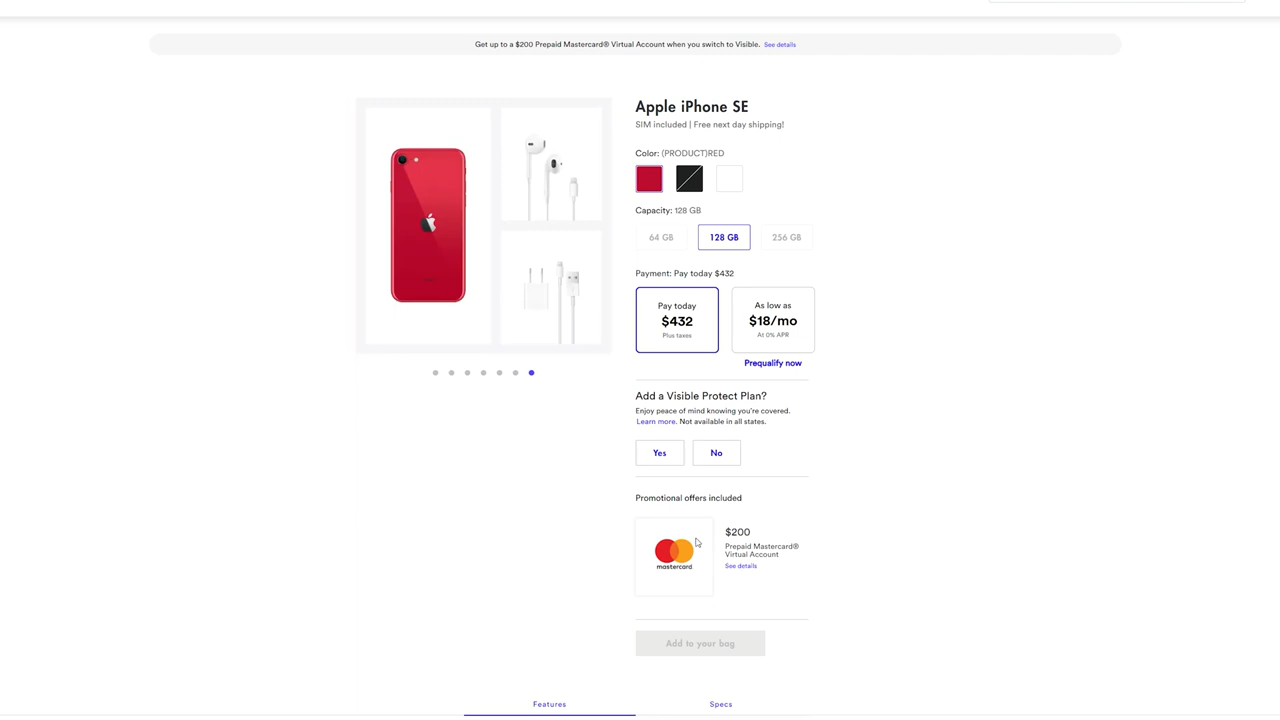 Get up to a $200 Prepaid Mastercard® Virtual Account when you switch to Visible. See details
Apple iPhone SE
SIM included | Free next day shipping!
Color: (PRODUCT)RED
Capacity: 128 GB
64 GB
128 GB
256 GB
Payment: Pay today $432
Pay today
$432
Plus taxes
As low as
$18/mo
At 0% APR
Prequalify now
Add a Visible Protect Plan?
Enjoy peace of mind knowing you're covered.
Learn more. Not available in all states.
Yes
No
Promotional offers included
mastercard
$200
Prepaid Mastercard®
Virtual Account
See details
Add to your bag
Features
Specs